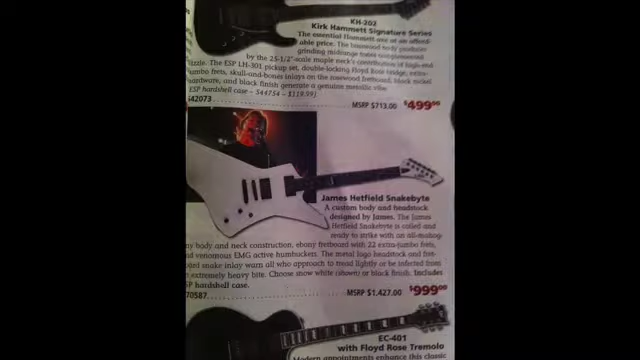 KH-202
Kirk Hammett Signature Series
The essential Hammett axe at an afford-
able price. The basswood body produces
grinding midrange tones complemented
by the 25-1/2"-scale maple neck's contribution of high-end
sizzle. The ESP LH-301 pickup set, double-locking Floyd Rose bridge, extra-
jumbo frets, skull-and-bones inlays on the rosewood fretboard, black nickel
hardware, and black finish generate a genuine metallic vibe.
ESP hardshell case – 544754 – $119.99)
542073 MSRP $713.00 $499.00
James Hetfield Snakebyte
A custom body and headstock
designed by James. The James
Hetfield Snakebyte is coiled and
ready to strike with an all-mahog-
any body and neck construction, ebony fretboard with 22 extra-jumbo frets,
nd venomous EMG active humbuckers. The metal logo headstock and fret-
board snake inlay warn all who approach to tread lightly or be infected from
extremely heavy bite. Choose snow white (shown) or black finish. Includes
SP hardshell case.
70587 MSRP $1,427.00 $999.00
EC-401
with Floyd Rose Tremolo
Modern appointments enhance this classic